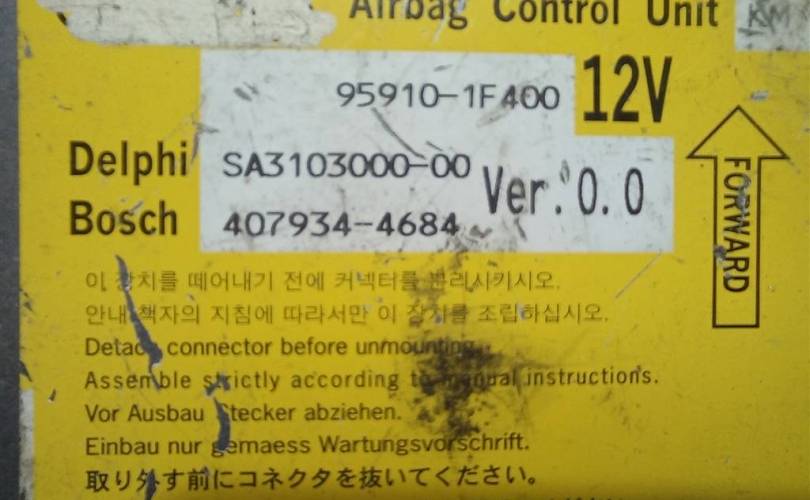 Airbag Control Unit
KM
95910-1F400 12V
Delphi SA3103000-00 Ver. 0.0
Bosch 407934-4684
FORWARD
이 장치를 떼어내기 전에 커넥터를 분리시키시오.
안내 책자의 지침에 따라서만 이 장치를 조립하십시오.
Detach connector before unmounting.
Assemble strictly according to manual instructions.
Vor Ausbau Stecker abziehen.
Einbau nur gemaess Wartungsvorschrift.
取り外す前にコネクタを抜いてください。